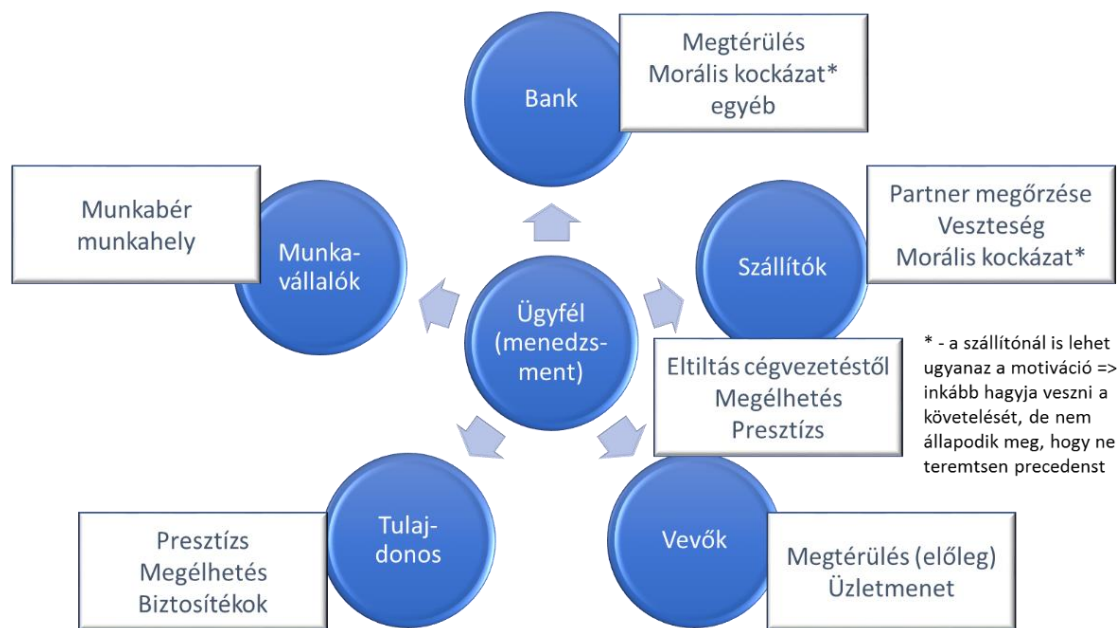 Bank
Megtérülés
Morális kockázat*
egyéb
Munkabér
munkahely
Munka-
vállalók
Szállítók
Partner megőrzése
Veszteség
Morális kockázat*
Ügyfél
(menedzs-
ment)
Eltiltás cégvezetéstől
Megélhetés
Presztízs
* - a szállítónál is lehet
ugyanaz a motiváció =>
inkább hagyja veszni a
követelését, de nem
állapodik meg, hogy ne
teremtsen precedenst
Presztízs
Megélhetés
Biztosítékok
Tulaj-
donos
Vevők
Megtérülés (előleg)
Üzletmenet